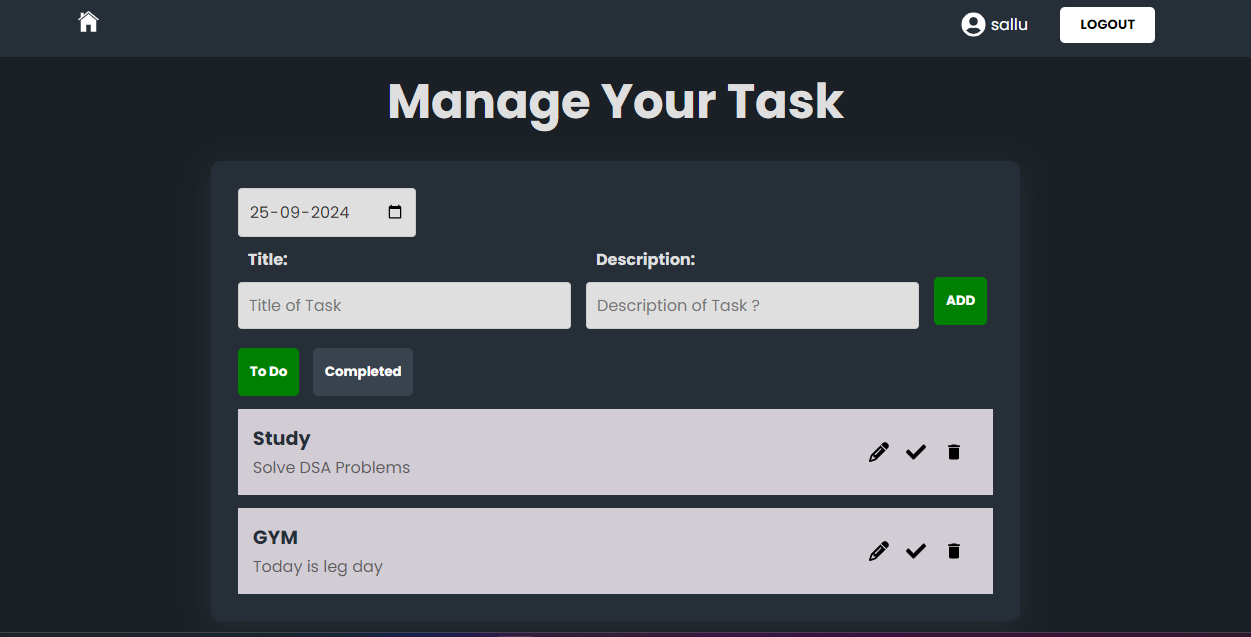 sallu
LOGOUT
Manage Your Task
25-09-2024
Title:
Description:
Title of Task
Description of Task ?
ADD
To Do
Completed
Study
Solve DSA Problems
GYM
Today is leg day